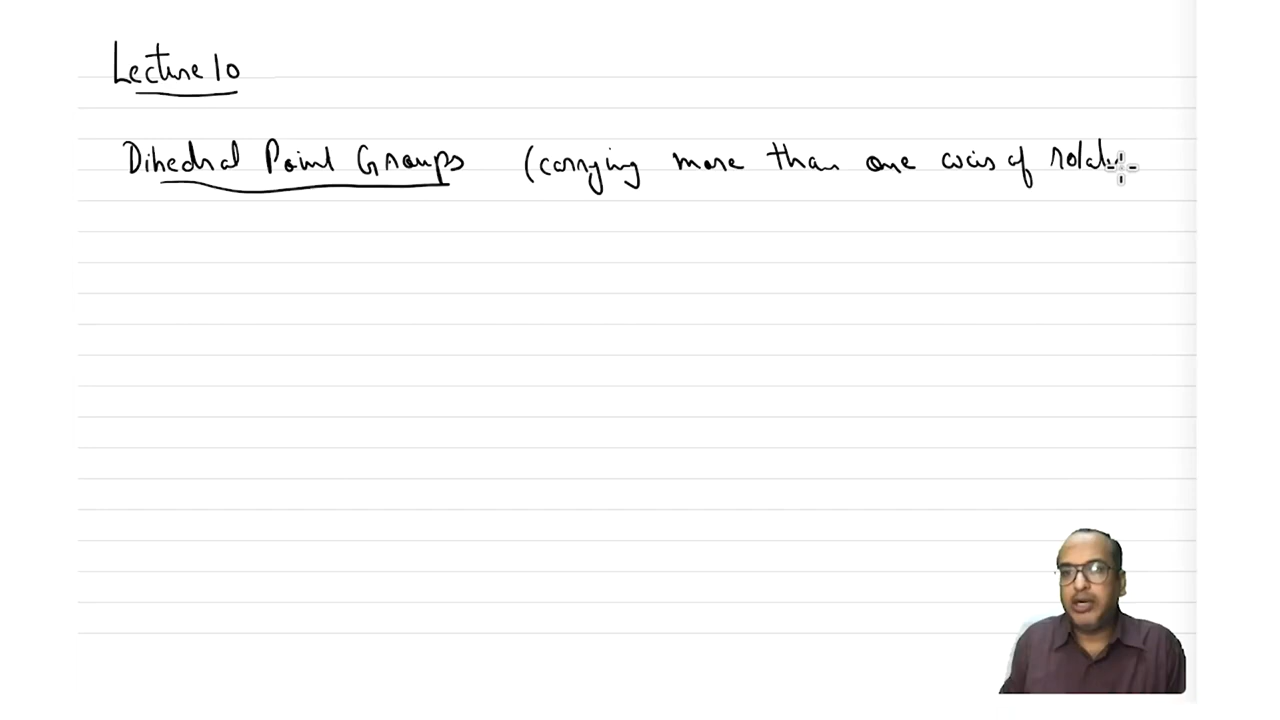 Lecture 10
Dihedral Point Groups (carrying more than one axis of